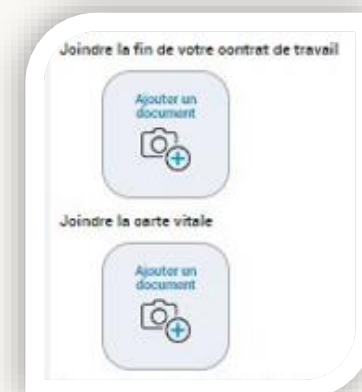 Joindre la fin de votre contrat de travail
Ajouter un
document
Joindre la carte vitale
Ajouter un
document